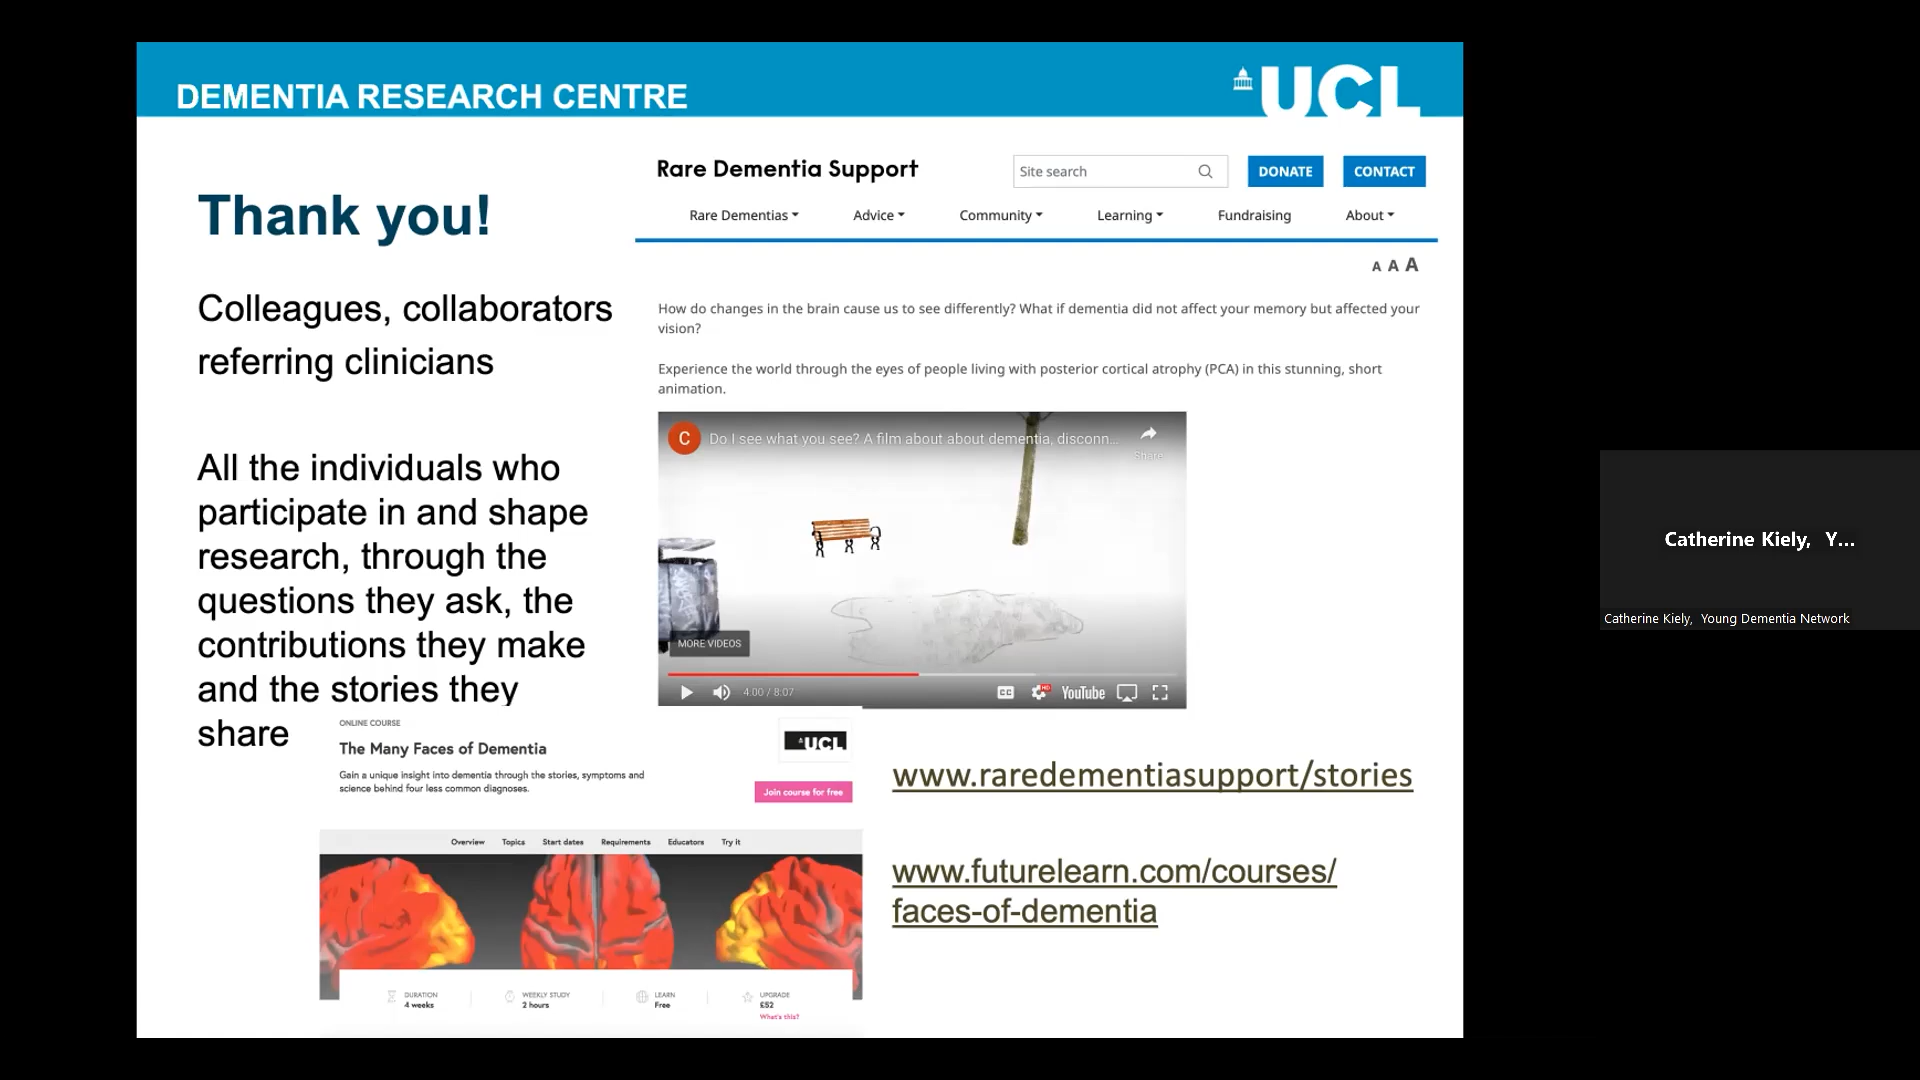 DEMENTIA RESEARCH CENTRE
UCL
Thank you!
Colleagues, collaborators
referring clinicians
All the individuals who
participate in and shape
research, through the
questions they ask, the
contributions they make
and the stories they
share
Rare Dementia Support
Site search
DONATE
CONTACT
Rare Dementias
Advice
Community
Learning
Fundraising
About
A A A
How do changes in the brain cause us to see differently? What if dementia did not affect your memory but affected your
vision?
Experience the world through the eyes of people living with posterior cortical atrophy (PCA) in this stunning, short
animation.
C
Do I see what you see? A film about about dementia, disconn...
Share
MORE VIDEOS
4:00 / 8:07
CC
HD
YouTube
ONLINE COURSE
The Many Faces of Dementia
Gain a unique insight into dementia through the stories, symptoms and
science behind four less common diagnoses.
UCL
Join course for free
Overview
Topics
Start dates
Requirements
Educators
Try it
DURATION
4 weeks
WEEKLY STUDY
2 hours
LEARN
Free
UPGRADE
£52
What's this?
www.raredementiasupport/stories
www.futurelearn.com/courses/
faces-of-dementia
Catherine Kiely, Y...
Catherine Kiely, Young Dementia Network